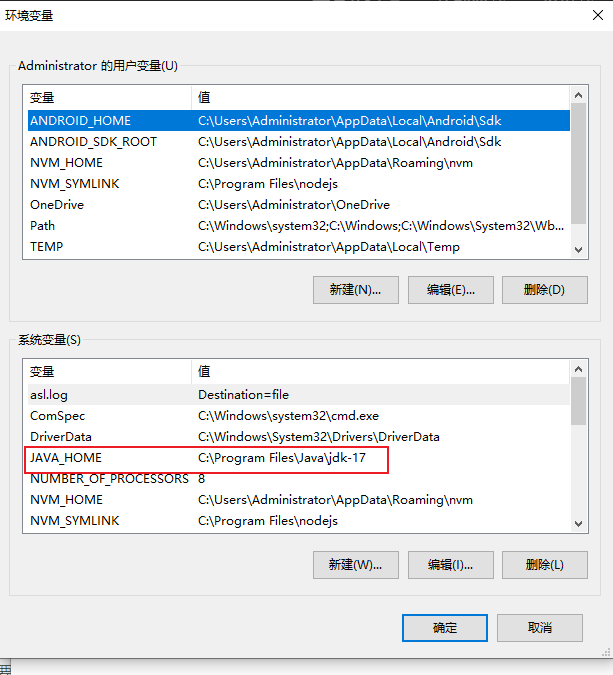 环境变量
Administrator 的用户变量(U)
变量 值
ANDROID_HOME C:\Users\Administrator\AppData\Local\Android\Sdk
ANDROID_SDK_ROOT C:\Users\Administrator\AppData\Local\Android\Sdk
NVM_HOME C:\Users\Administrator\AppData\Roaming\nvm
NVM_SYMLINK C:\Program Files\nodejs
OneDrive C:\Users\Administrator\OneDrive
Path C:\Windows\system32;C:\Windows;C:\Windows\System32\Wb...
TEMP C:\Users\Administrator\AppData\Local\Temp
新建(N)... 编辑(E)... 删除(D)
系统变量(S)
变量 值
asl.log Destination=file
ComSpec C:\Windows\system32\cmd.exe
DriverData C:\Windows\System32\Drivers\DriverData
JAVA_HOME C:\Program Files\Java\jdk-17
NUMBER_OF_PROCESSORS 8
NVM_HOME C:\Users\Administrator\AppData\Roaming\nvm
NVM_SYMLINK C:\Program Files\nodejs
新建(W)... 编辑(I)... 删除(L)
确定 取消